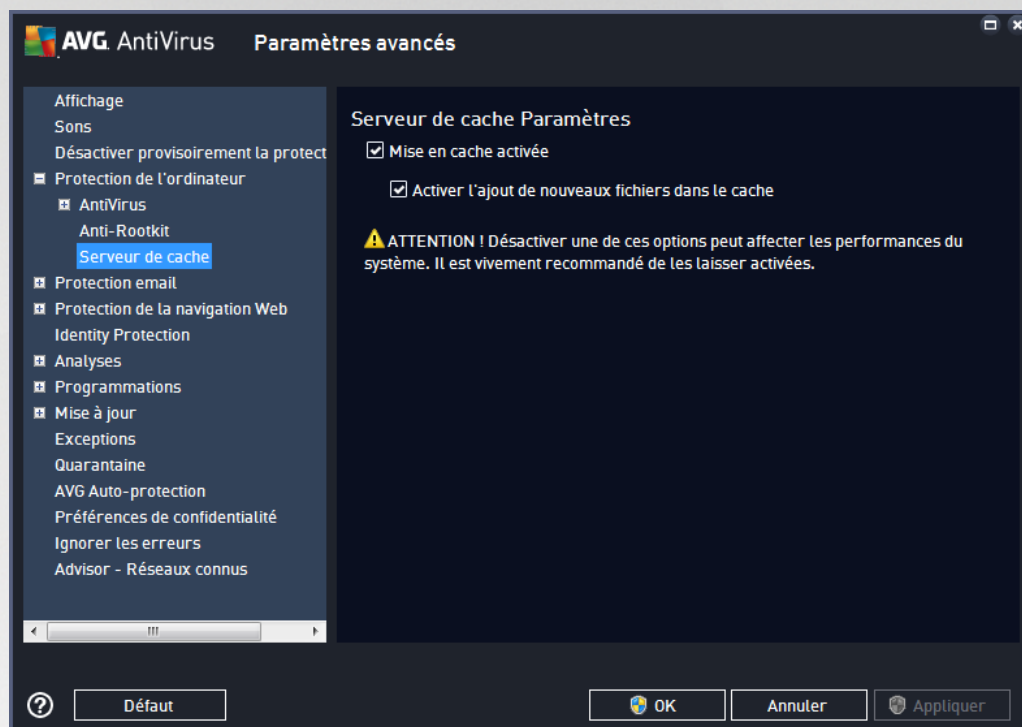 AVG. AntiVirus Paramètres avancés
Affichage
Sons
Désactiver provisoirement la protect
Protection de l'ordinateur
AntiVirus
Anti-Rootkit
Serveur de cache
Protection email
Protection de la navigation Web
Identity Protection
Analyses
Programmations
Mise à jour
Exceptions
Quarantaine
AVG Auto-protection
Préférences de confidentialité
Ignorer les erreurs
Advisor - Réseaux connus
Serveur de cache Paramètres
Mise en cache activée
Activer l'ajout de nouveaux fichiers dans le cache
ATTENTION ! Désactiver une de ces options peut affecter les performances du
système. Il est vivement recommandé de les laisser activées.
Défaut
OK
Annuler
Appliquer